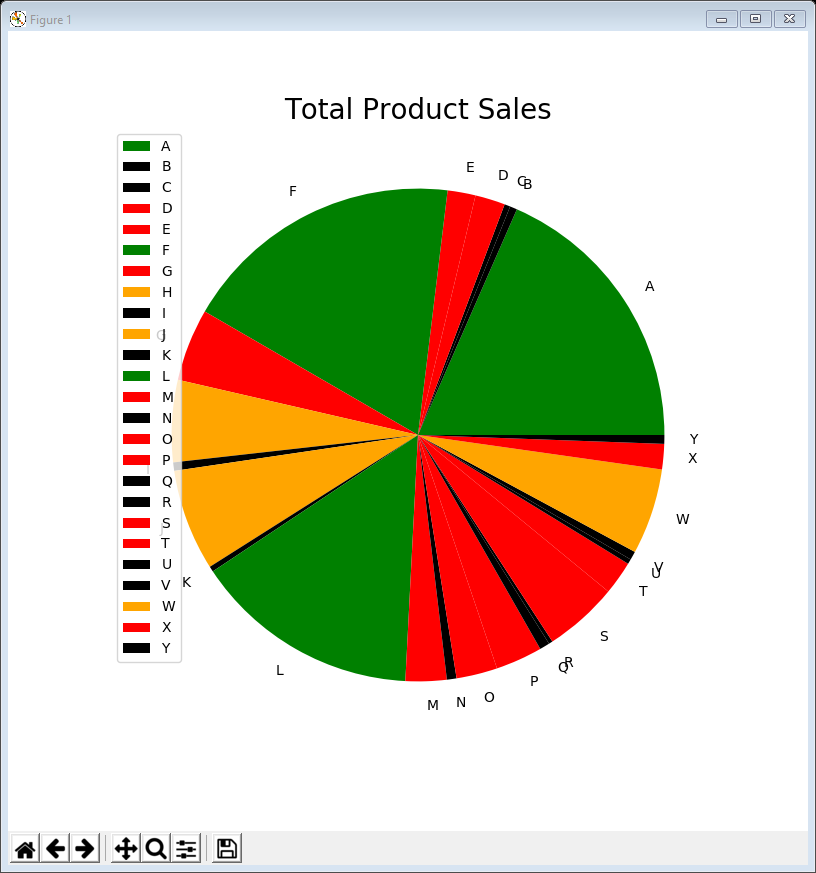 Figure 1
Total Product Sales
A
B
C
D
E
F
G
H
I
J
K
L
M
N
O
P
Q
R
S
T
U
V
W
X
Y
E
D
C
B
F
A
G
Y
X
I
W
J
V
U
K
T
S
R
Q
L
P
O
N
M